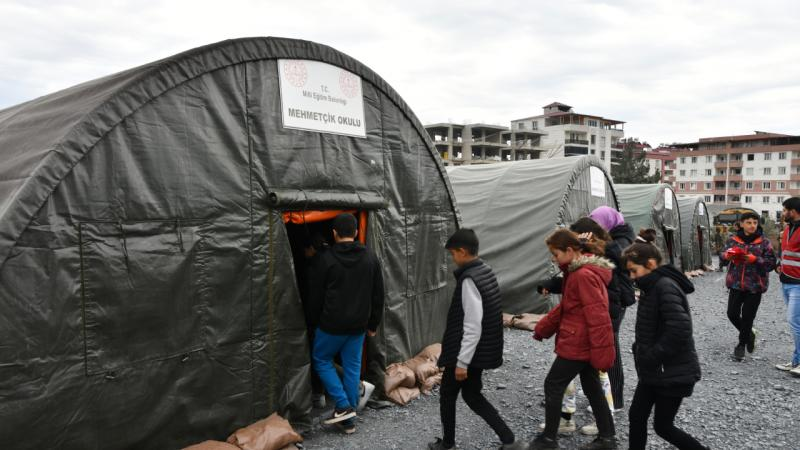 T.C.
Milli Eğitim Bakanlığı
MEHMETÇİK OKULU